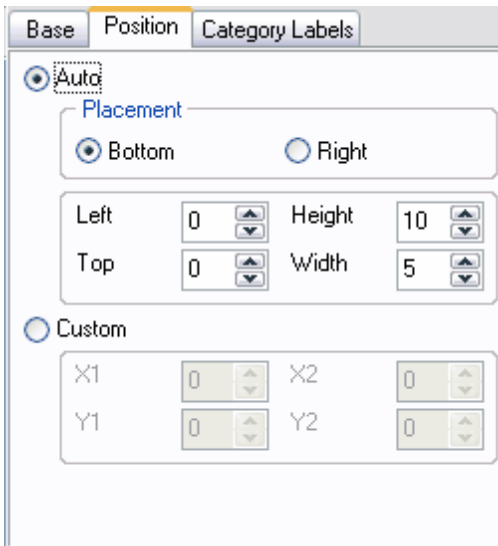 Base Position Category Labels
Auto
Placement
Bottom Right
Left 0 Height 10
Top 0 Width 5
Custom
X1 0 X2 0
Y1 0 Y2 0